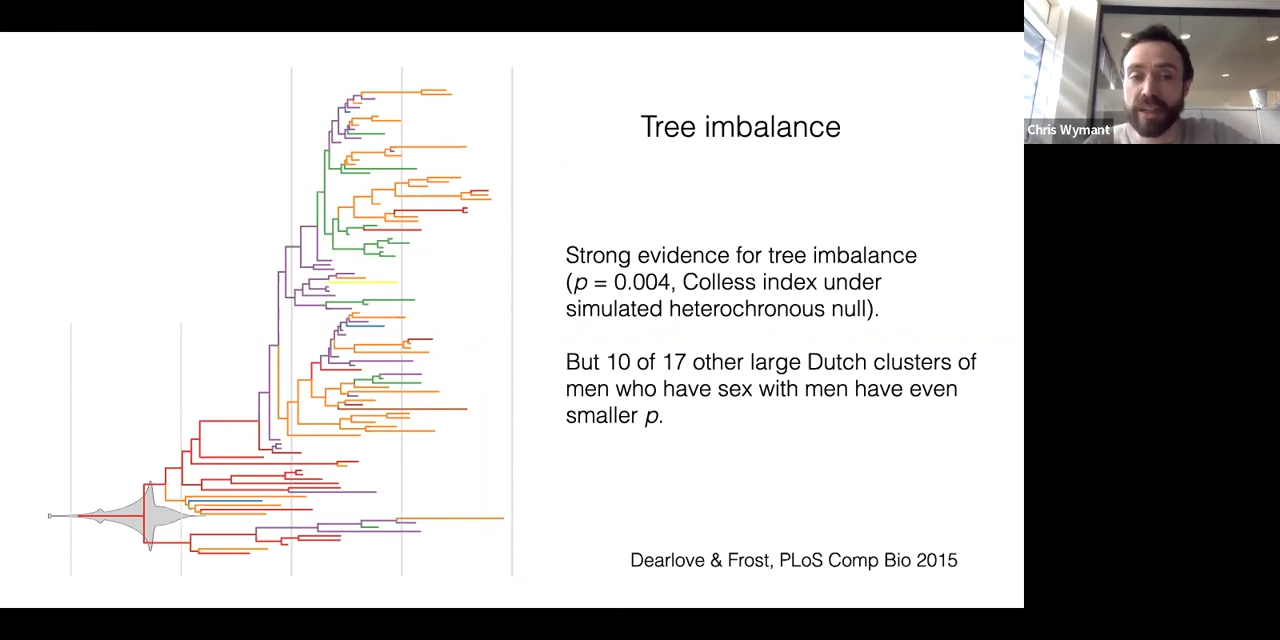 Tree imbalance
Chris Wymant
Strong evidence for tree imbalance
(p = 0.004, Colless index under
simulated heterochronous null).
But 10 of 17 other large Dutch clusters of
men who have sex with men have even
smaller p.
Dearlove & Frost, PLoS Comp Bio 2015